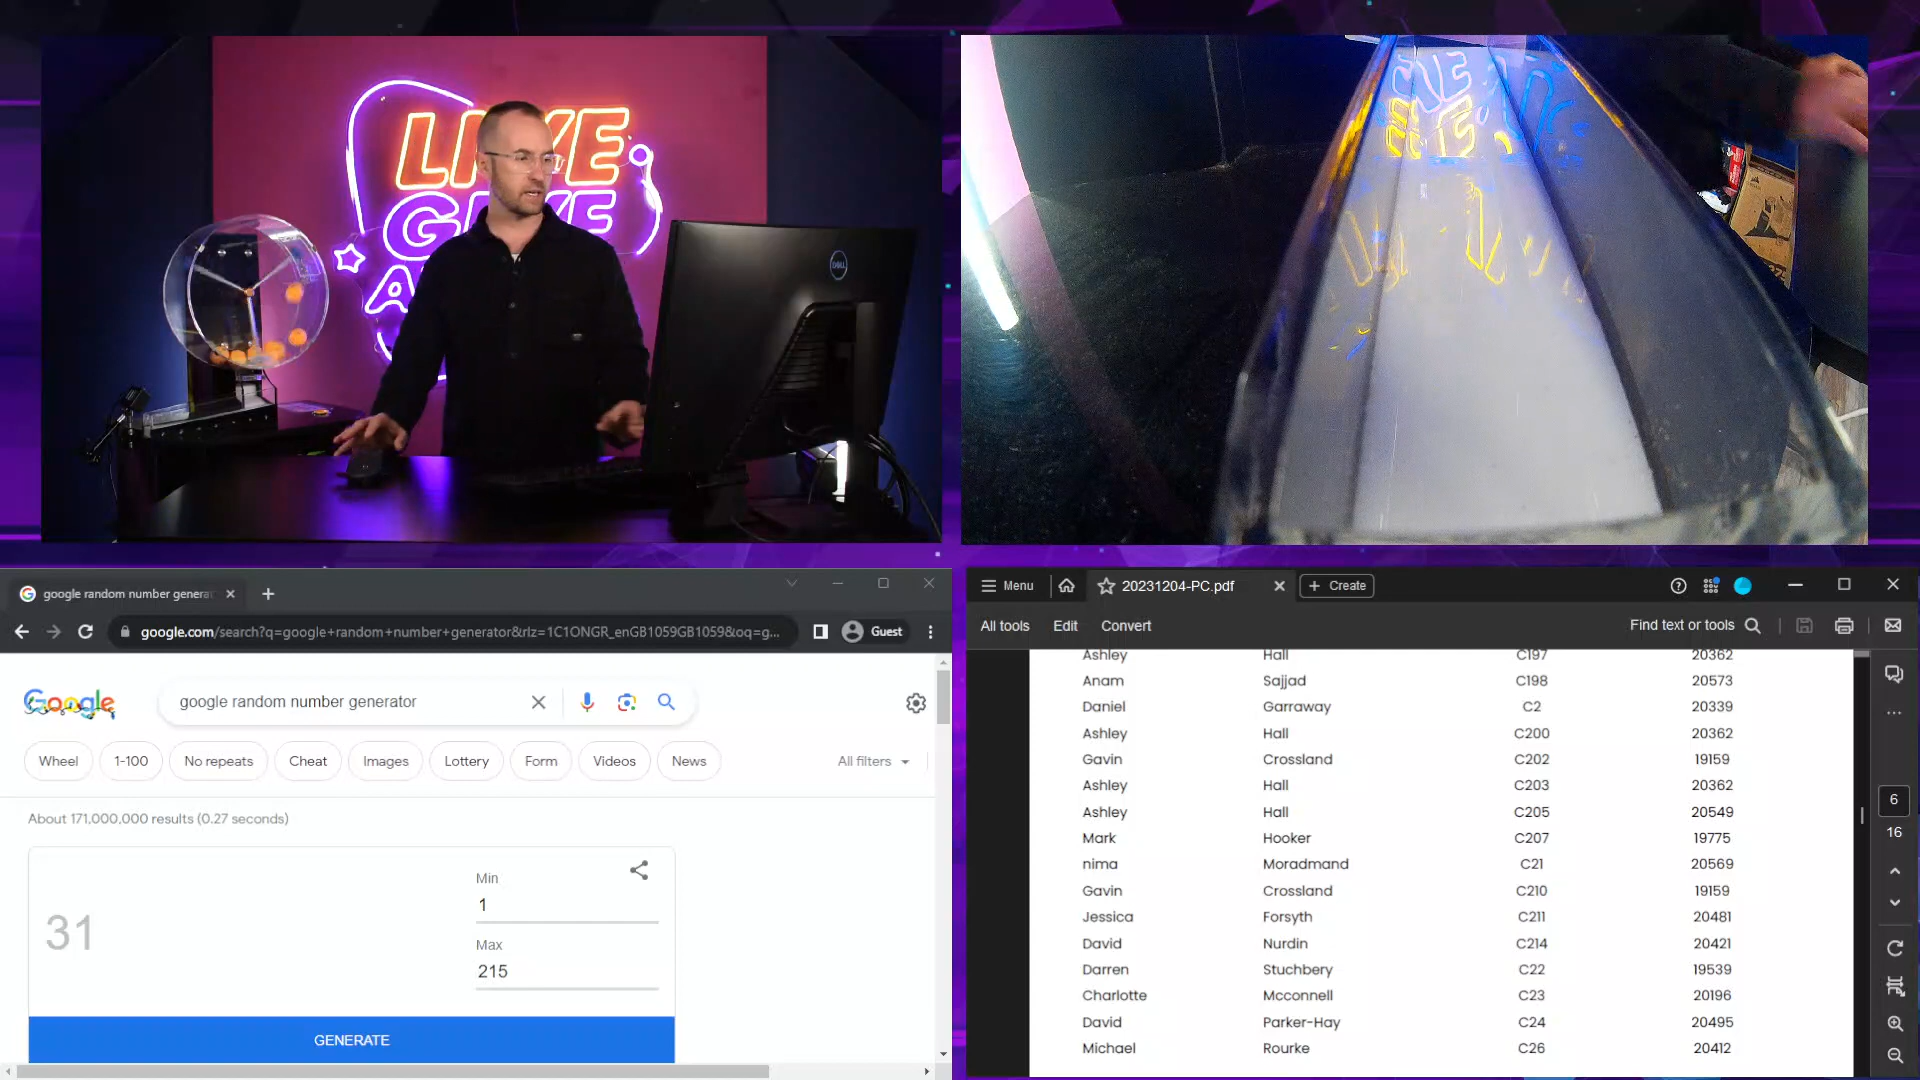 LIVE
GIVE
DELL
google random number genera
google.com/search?q=google+random+number+generator&rlz=1C1ONGR_enGB1059GB1059&oq=g...
Guest
Google
google random number generator
Wheel
1-100
No repeats
Cheat
Images
Lottery
Form
Videos
News
All filters
About 171,000,000 results (0.27 seconds)
31
Min
1
Max
215
GENERATE
Menu
20231204-PC.pdf
+ Create
All tools
Edit
Convert
Find text or tools
Ashley Hall C197 20362
Anam Sajjad C198 20573
Daniel Garraway C2 20339
Ashley Hall C200 20362
Gavin Crossland C202 19159
Ashley Hall C203 20362
Ashley Hall C205 20549
Mark Hooker C207 19775
nima Moradmand C21 20569
Gavin Crossland C210 19159
Jessica Forsyth C211 20481
David Nurdin C214 20421
Darren Stuchbery C22 19539
Charlotte Mcconnell C23 20196
David Parker-Hay C24 20495
Michael Rourke C26 20412
6
16